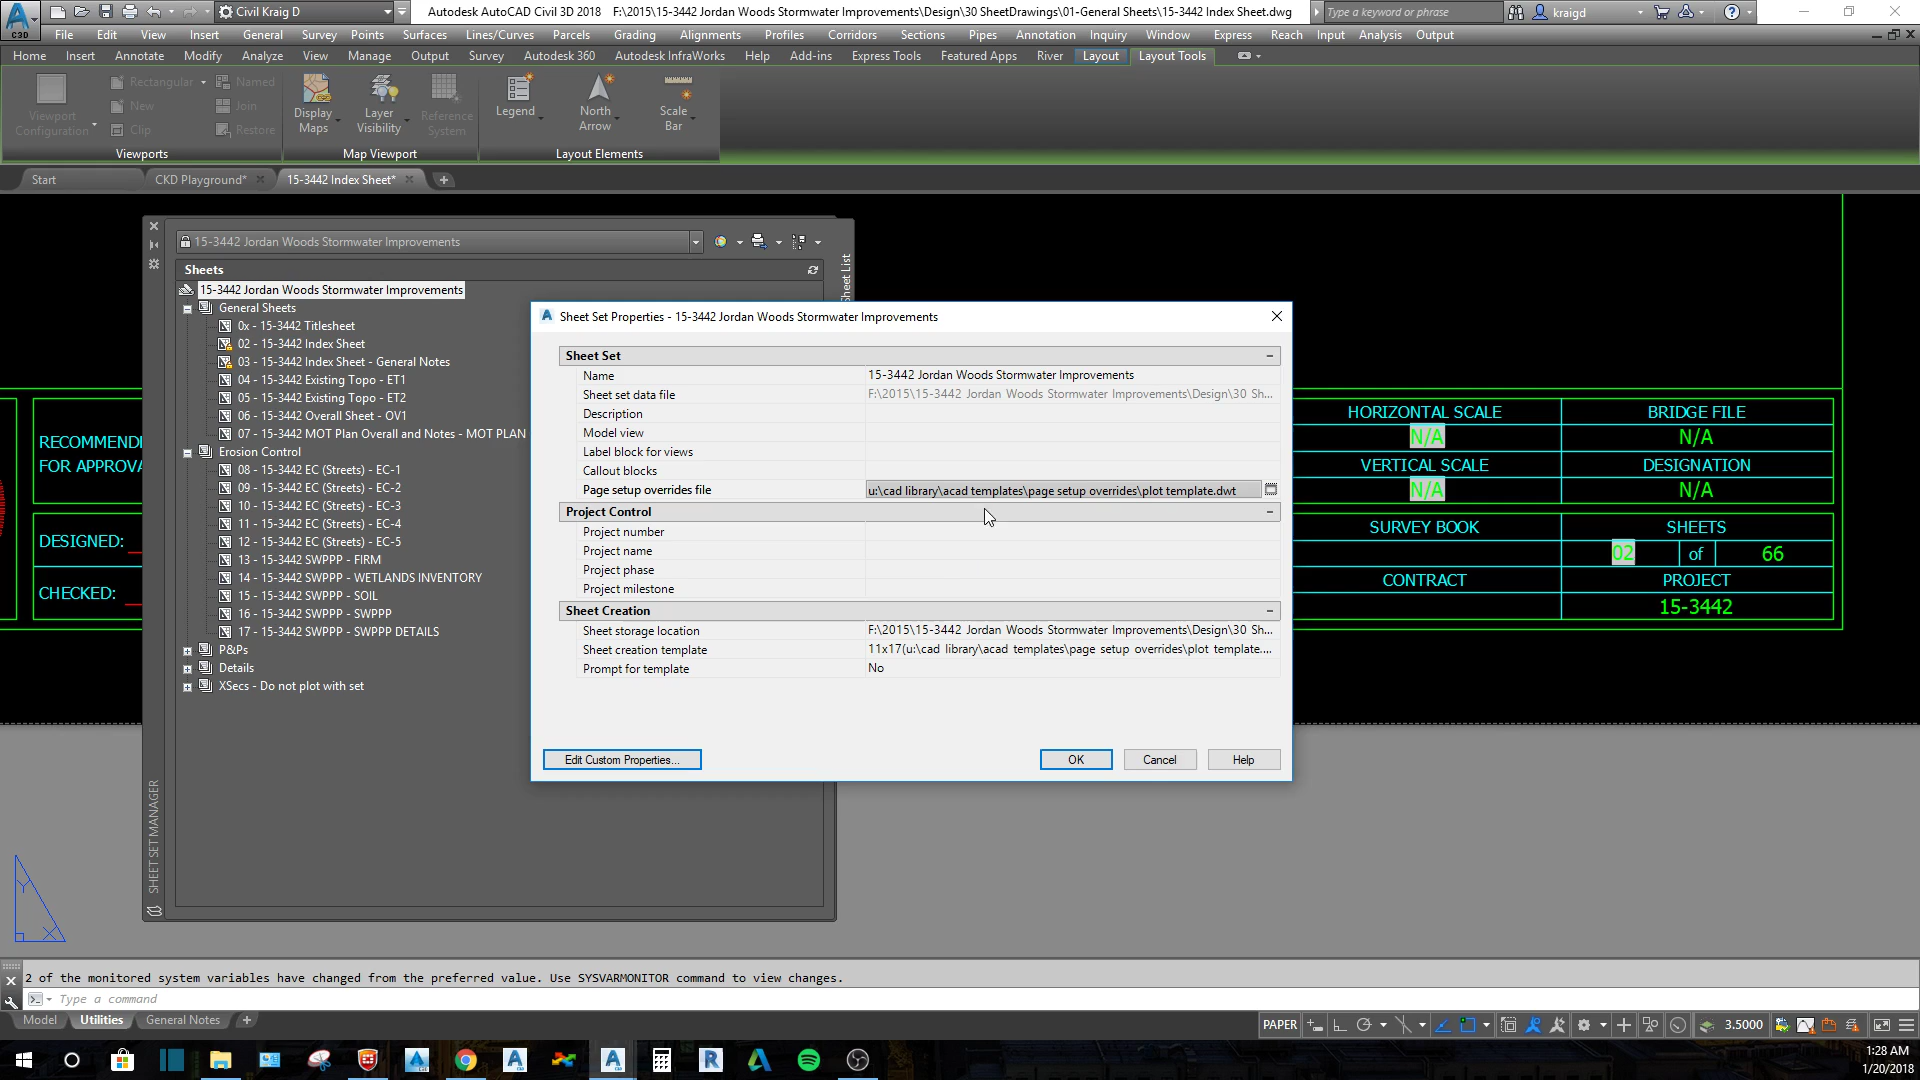 Civil Kraig D
Autodesk AutoCAD Civil 3D 2018 F:\2015\15-3442 Jordan Woods Stormwater Improvements\Design\30 SheetDrawings\01-General Sheets\15-3442 Index Sheet.dwg
Type a keyword or phrase
kraigd
C3D
File Edit View Insert General Survey Points Surfaces Lines/Curves Parcels Grading Alignments Profiles Corridors Sections Pipes Annotation Inquiry Window Express Reach Input Analysis Output
Home Insert Annotate Modify Analyze View Manage Output Survey Autodesk 360 Autodesk InfraWorks Help Add-ins Express Tools Featured Apps River Layout Layout Tools
Viewport Configuration
Rectangular
New
Clip
Named
Join
Restore
Display Maps
Layer Visibility
Reference System
Legend
North Arrow
Scale Bar
Viewports
Map Viewport
Layout Elements
Start CKD Playground* 15-3442 Index Sheet*
15-3442 Jordan Woods Stormwater Improvements
Sheets
Sheet List
15-3442 Jordan Woods Stormwater Improvements
General Sheets
0x - 15-3442 Titlesheet
02 - 15-3442 Index Sheet
03 - 15-3442 Index Sheet - General Notes
04 - 15-3442 Existing Topo - ET1
05 - 15-3442 Existing Topo - ET2
06 - 15-3442 Overall Sheet - OV1
07 - 15-3442 MOT Plan Overall and Notes - MOT PLAN
Erosion Control
08 - 15-3442 EC (Streets) - EC-1
09 - 15-3442 EC (Streets) - EC-2
10 - 15-3442 EC (Streets) - EC-3
11 - 15-3442 EC (Streets) - EC-4
12 - 15-3442 EC (Streets) - EC-5
13 - 15-3442 SWPPP - FIRM
14 - 15-3442 SWPPP - WETLANDS INVENTORY
15 - 15-3442 SWPPP - SOIL
16 - 15-3442 SWPPP - SWPPP
17 - 15-3442 SWPPP - SWPPP DETAILS
P&Ps
Details
XSecs - Do not plot with set
SHEET SET MANAGER
Sheet Set Properties - 15-3442 Jordan Woods Stormwater Improvements
Sheet Set
Name 15-3442 Jordan Woods Stormwater Improvements
Sheet set data file F:\2015\15-3442 Jordan Woods Stormwater Improvements\Design\30 Sh...
Description
Model view
Label block for views
Callout blocks
Page setup overrides file u:\cad library\acad templates\page setup overrides\plot template.dwt
Project Control
Project number
Project name
Project phase
Project milestone
Sheet Creation
Sheet storage location F:\2015\15-3442 Jordan Woods Stormwater Improvements\Design\30 Sh...
Sheet creation template 11x17(u:\cad library\acad templates\page setup overrides\plot template....
Prompt for template No
Edit Custom Properties... OK Cancel Help
RECOMMEND
FOR APPROVA
DESIGNED:
CHECKED:
HORIZONTAL SCALE BRIDGE FILE
N/A N/A
VERTICAL SCALE DESIGNATION
N/A N/A
SURVEY BOOK SHEETS
02 of 66
CONTRACT PROJECT
15-3442
Y
X
2 of the monitored system variables have changed from the preferred value. Use SYSVARMONITOR command to view changes.
Type a command
Model Utilities General Notes
PAPER
3.5000
1:28 AM
1/20/2018